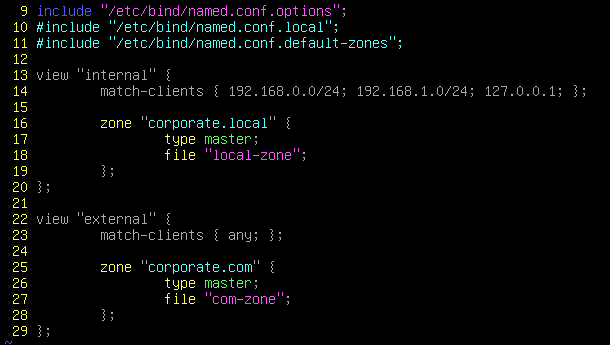 9 include "/etc/bind/named.conf.options";
10 #include "/etc/bind/named.conf.local";
11 #include "/etc/bind/named.conf.default-zones";
12
13 view "internal" {
14         match-clients { 192.168.0.0/24; 192.168.1.0/24; 127.0.0.1; };
15
16         zone "corporate.local" {
17                 type master;
18                 file "local-zone";
19         };
20 };
21
22 view "external" {
23         match-clients { any; };
24
25         zone "corporate.com" {
26                 type master;
27                 file "com-zone";
28         };
29 };
~